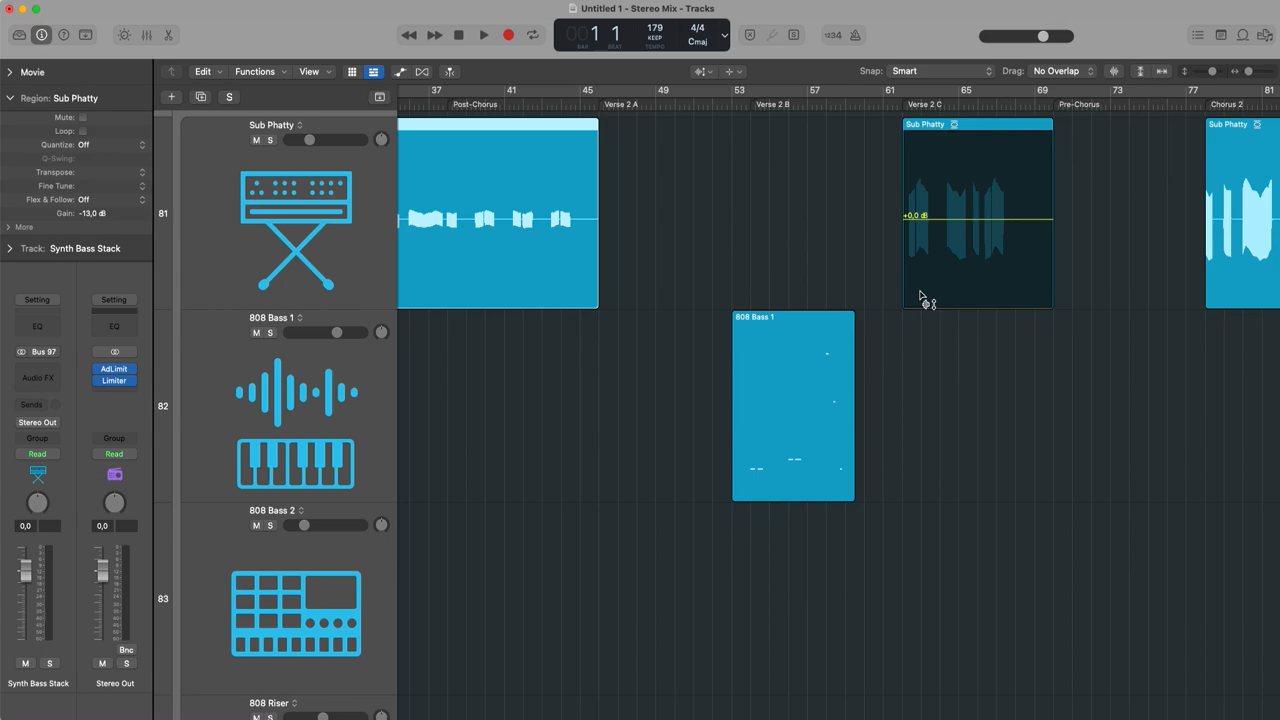 Untitled 1 - Stereo Mix - Tracks
1 1 179 4/4
KEEP Cmaj
BAR BEAT TEMPO
1234
Movie
Edit Functions View Snap: Smart Drag: No Overlap
Region: Sub Phatty
37 41 45 49 53 57 61 65 69 73 77 81
Post-Chorus Verse 2 A Verse 2 B Verse 2 C Pre-Chorus Chorus 2
S
Mute:
Loop:
Quantize: Off
Q-Swing:
Transpose:
Fine Tune:
Flex & Follow: Off
Gain: -13,0 dB
More
Track: Synth Bass Stack
Sub Phatty
M S
81
Sub Phatty
+0,0 dB
Sub Phatty
Setting Setting
EQ EQ
Bus 97
Audio FX
AdLimit
Limiter
Sends
Stereo Out
Group Group
Read Read
0,0 0,0
Bnc
M S M S
Synth Bass Stack Stereo Out
808 Bass 1
M S
82
808 Bass 1
808 Bass 2
M S
83
808 Riser
M S